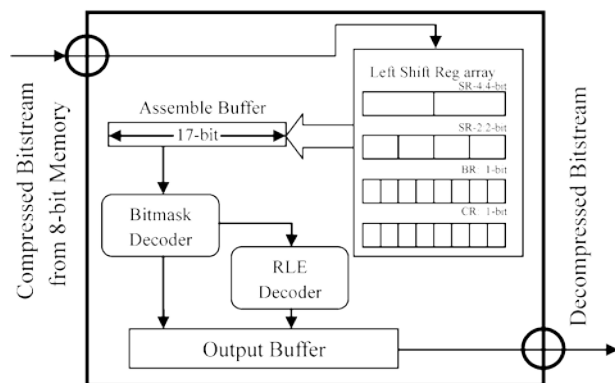 Compressed Bitstream
from 8-bit Memory
Left Shift Reg array
SR-4:4-bit
SR-2:2-bit
BR: 1-bit
CR: 1-bit
Assemble Buffer
17-bit
Bitmask
Decoder
RLE
Decoder
Output Buffer
Decompressed Bitstream